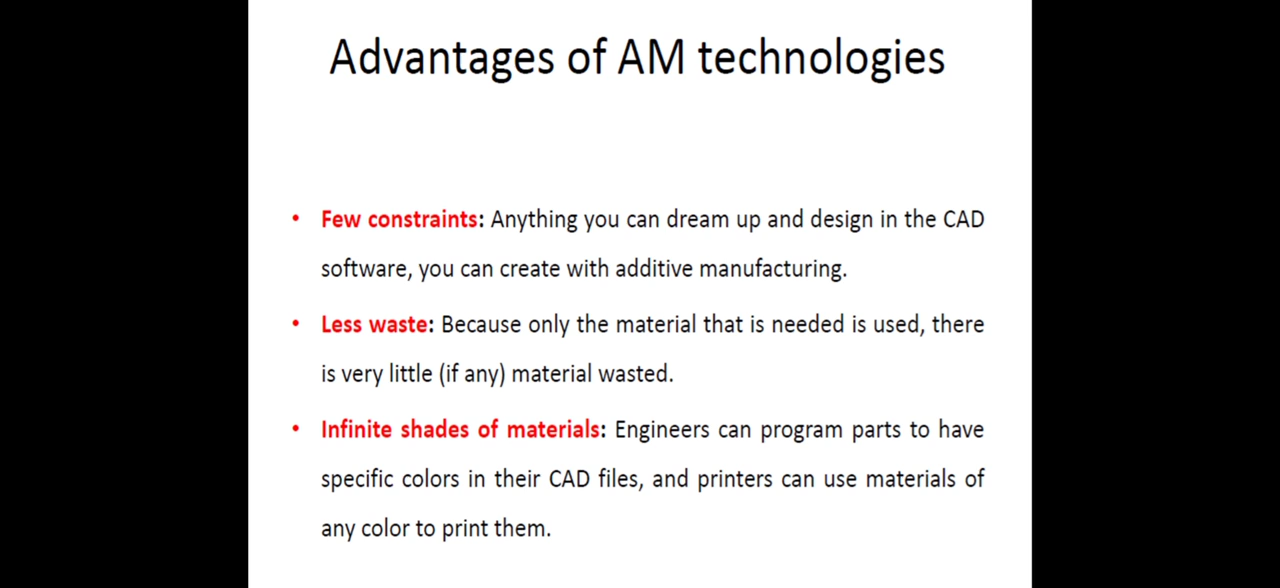 Advantages of AM technologies
• Few constraints: Anything you can dream up and design in the CAD
software, you can create with additive manufacturing.
• Less waste: Because only the material that is needed is used, there
is very little (if any) material wasted.
• Infinite shades of materials: Engineers can program parts to have
specific colors in their CAD files, and printers can use materials of
any color to print them.